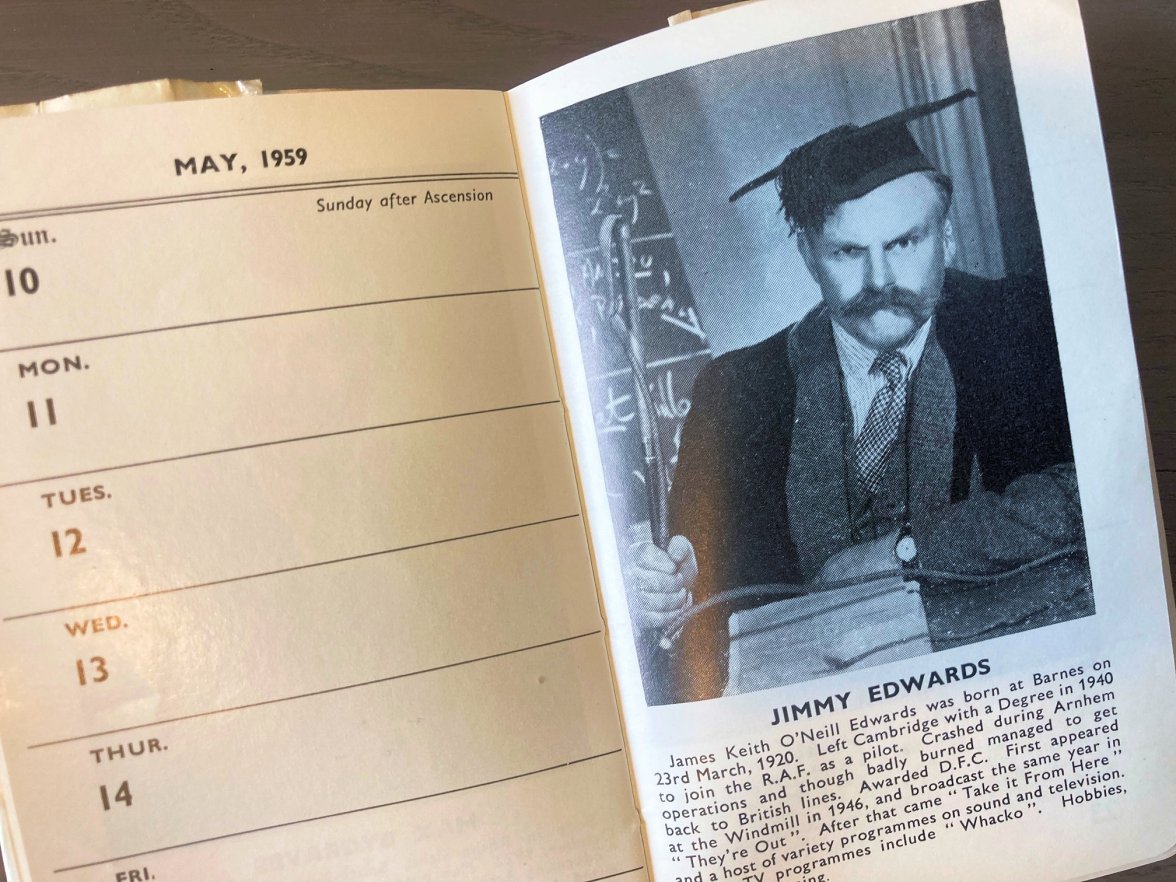 MAY, 1959
Sunday after Ascension
Sun.
10
MON.
11
TUES.
12
WED.
13
THUR.
14
FRI.
JIMMY EDWARDS
James Keith O'Neill Edwards was born at Barnes on
23rd March, 1920. Left Cambridge with a Degree in 1940
to join the R.A.F. as a pilot. Crashed during Arnhem
operations and though badly burned managed to get
back to British lines. Awarded D.F.C. First appeared
at the Windmill in 1946, and broadcast the same year in
"They're Out". After that came "Take it From Here"
and a host of variety programmes on sound and television.
TV programmes include "Whacko". Hobbies,